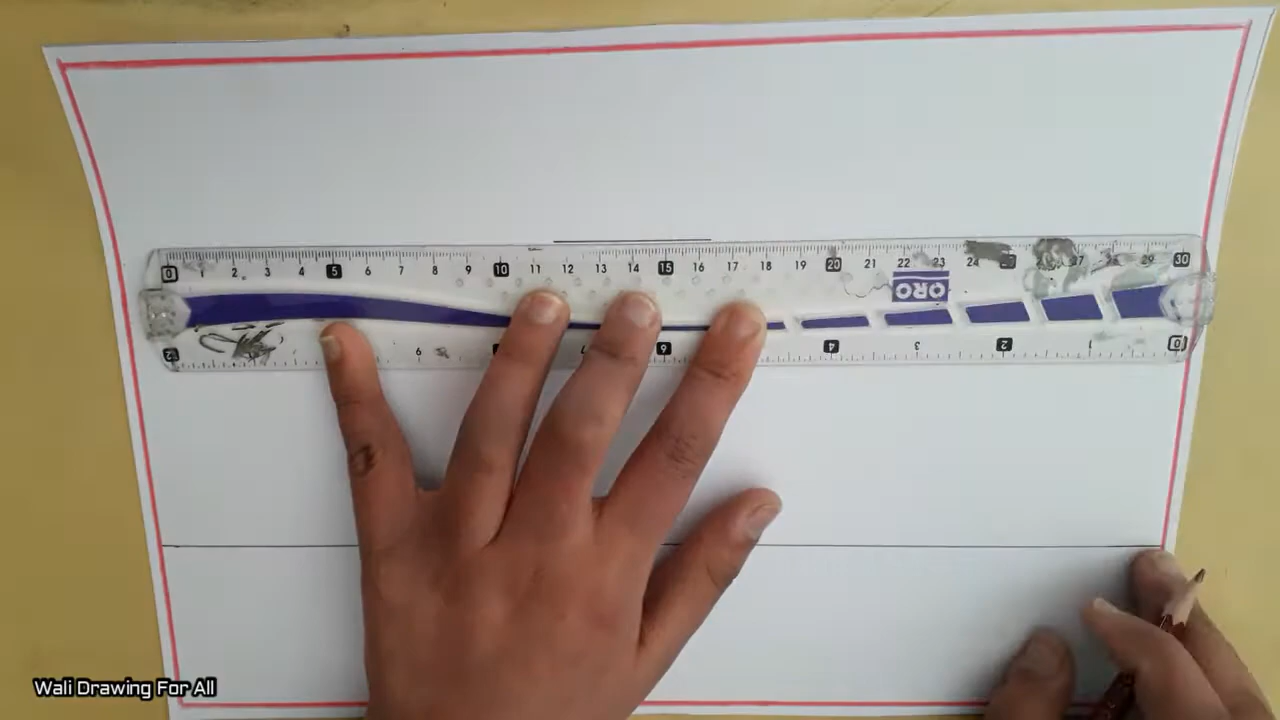 0 1 2 3 4 5 6 7 8 9 10 11 12 13 14 15 16 17 18 19 20 21 22 23 24 27 28 29 30
ORO
6 6 4 3 2 1 0
Wali Drawing For All